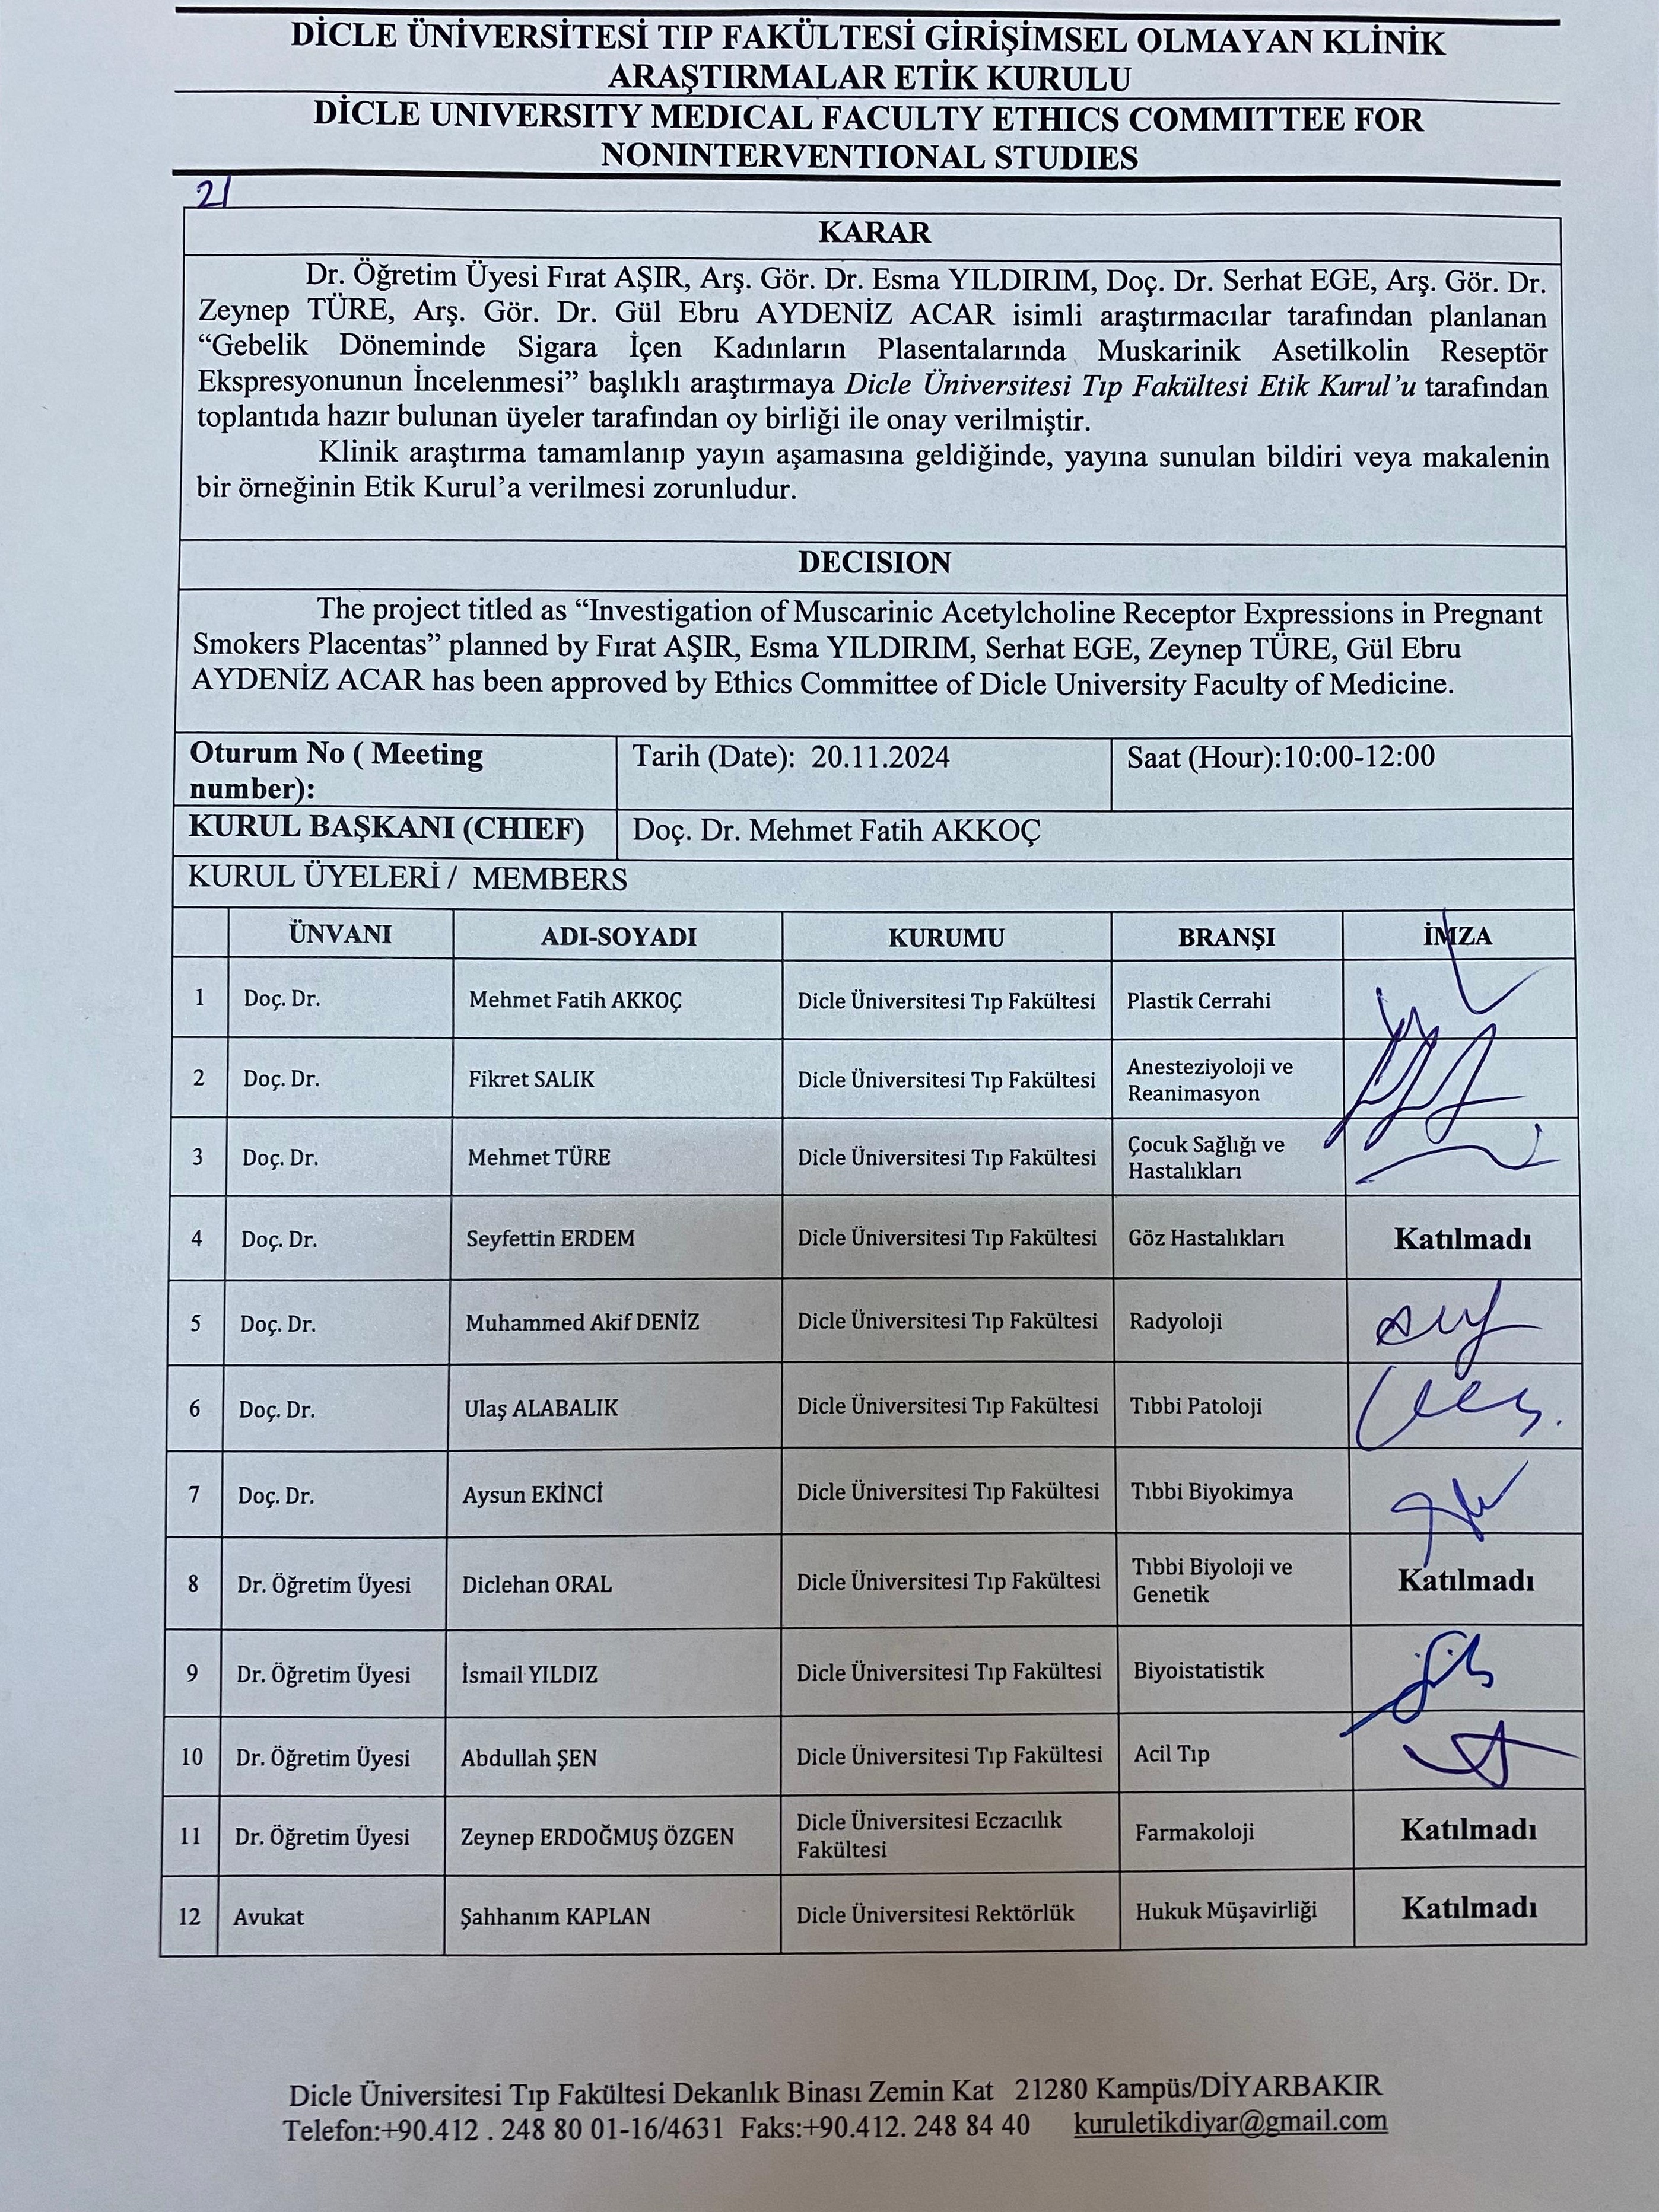 DİCLE ÜNİVERSİTESİ TIP FAKÜLTESİ GİRİŞİMSEL OLMAYAN KLİNİK
ARAŞTIRMALAR ETİK KURULU
DİCLE UNIVERSITY MEDICAL FACULTY ETHICS COMMITTEE FOR
NONINTERVENTIONAL STUDIES
21
KARAR
Dr. Öğretim Üyesi Fırat AŞIR, Arş. Gör. Dr. Esma YILDIRIM, Doç. Dr. Serhat EGE, Arş. Gör. Dr.
Zeynep TÜRE, Arş. Gör. Dr. Gül Ebru AYDENİZ ACAR isimli araştırmacılar tarafından planlanan
“Gebelik Döneminde Sigara İçen Kadınların Plasentalarında Muskarinik Asetilkolin Reseptör
Ekspresyonunun İncelenmesi” başlıklı araştırmaya Dicle Üniversitesi Tıp Fakültesi Etik Kurul’u tarafından
toplantıda hazır bulunan üyeler tarafından oy birliği ile onay verilmiştir.
Klinik araştırma tamamlanıp yayın aşamasına geldiğinde, yayına sunulan bildiri veya makalenin
bir örneğinin Etik Kurul’a verilmesi zorunludur.
DECISION
The project titled as “Investigation of Muscarinic Acetylcholine Receptor Expressions in Pregnant
Smokers Placentas” planned by Fırat AŞIR, Esma YILDIRIM, Serhat EGE, Zeynep TÜRE, Gül Ebru
AYDENİZ ACAR has been approved by Ethics Committee of Dicle University Faculty of Medicine.
Oturum No ( Meeting
number):
Tarih (Date): 20.11.2024
Saat (Hour):10:00-12:00
KURUL BAŞKANI (CHIEF)
Doç. Dr. Mehmet Fatih AKKOÇ
KURUL ÜYELERİ / MEMBERS
ÜNVANI ADI-SOYADI KURUMU BRANŞI İMZA
1 Doç. Dr. Mehmet Fatih AKKOÇ Dicle Üniversitesi Tıp Fakültesi Plastik Cerrahi
2 Doç. Dr. Fikret SALIK Dicle Üniversitesi Tıp Fakültesi Anesteziyoloji ve
Reanimasyon
3 Doç. Dr. Mehmet TÜRE Dicle Üniversitesi Tıp Fakültesi Çocuk Sağlığı ve
Hastalıkları
4 Doç. Dr. Seyfettin ERDEM Dicle Üniversitesi Tıp Fakültesi Göz Hastalıkları Katılmadı
5 Doç. Dr. Muhammed Akif DENİZ Dicle Üniversitesi Tıp Fakültesi Radyoloji
6 Doç. Dr. Ulaş ALABALIK Dicle Üniversitesi Tıp Fakültesi Tıbbi Patoloji
7 Doç. Dr. Aysun EKİNCİ Dicle Üniversitesi Tıp Fakültesi Tıbbi Biyokimya
8 Dr. Öğretim Üyesi Diclehan ORAL Dicle Üniversitesi Tıp Fakültesi Tıbbi Biyoloji ve
Genetik Katılmadı
9 Dr. Öğretim Üyesi İsmail YILDIZ Dicle Üniversitesi Tıp Fakültesi Biyoistatistik
10 Dr. Öğretim Üyesi Abdullah ŞEN Dicle Üniversitesi Tıp Fakültesi Acil Tıp
11 Dr. Öğretim Üyesi Zeynep ERDOĞMUŞ ÖZGEN Dicle Üniversitesi Eczacılık
Fakültesi Farmakoloji Katılmadı
12 Avukat Şahhanım KAPLAN Dicle Üniversitesi Rektörlük Hukuk Müşavirliği Katılmadı
Dicle Üniversitesi Tıp Fakültesi Dekanlık Binası Zemin Kat 21280 Kampüs/DİYARBAKIR
Telefon:+90.412 . 248 80 01-16/4631 Faks:+90.412. 248 84 40 kuruletikdiyar@gmail.com